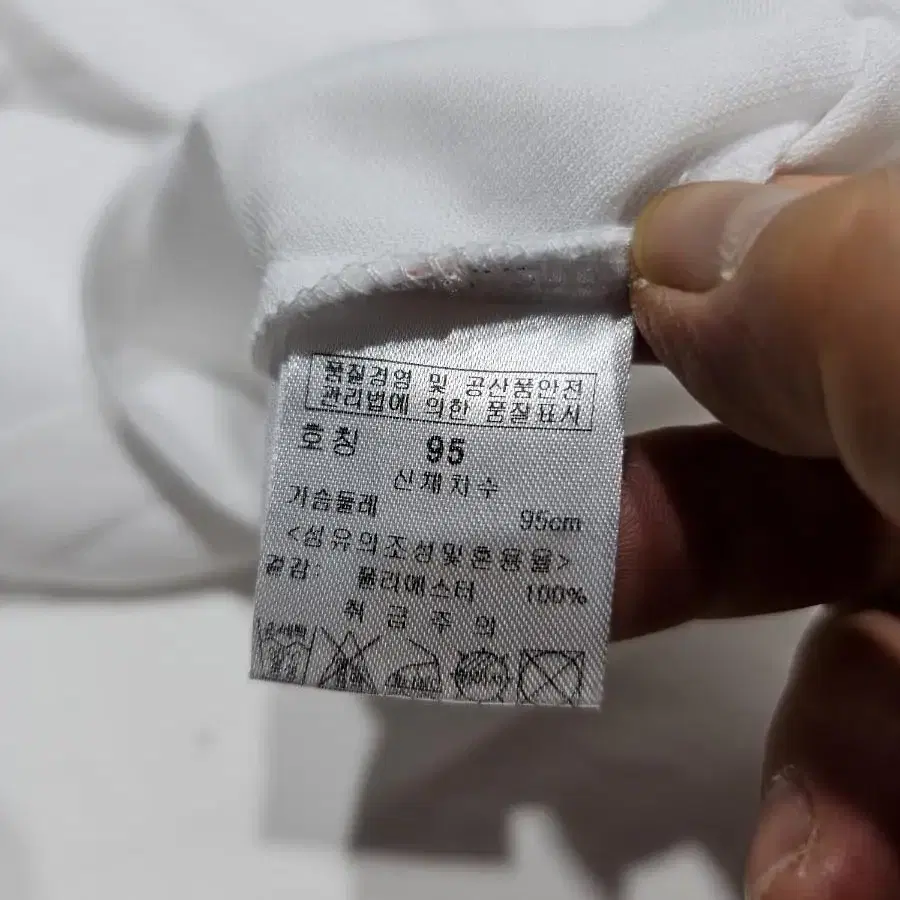 품질경영 및 공산품안전
관리법에 의한 품질표시
호칭 95
신체치수
가슴둘레 95cm
<섬유의조성및혼용율>
겉감: 폴리에스터 100%
취급주의